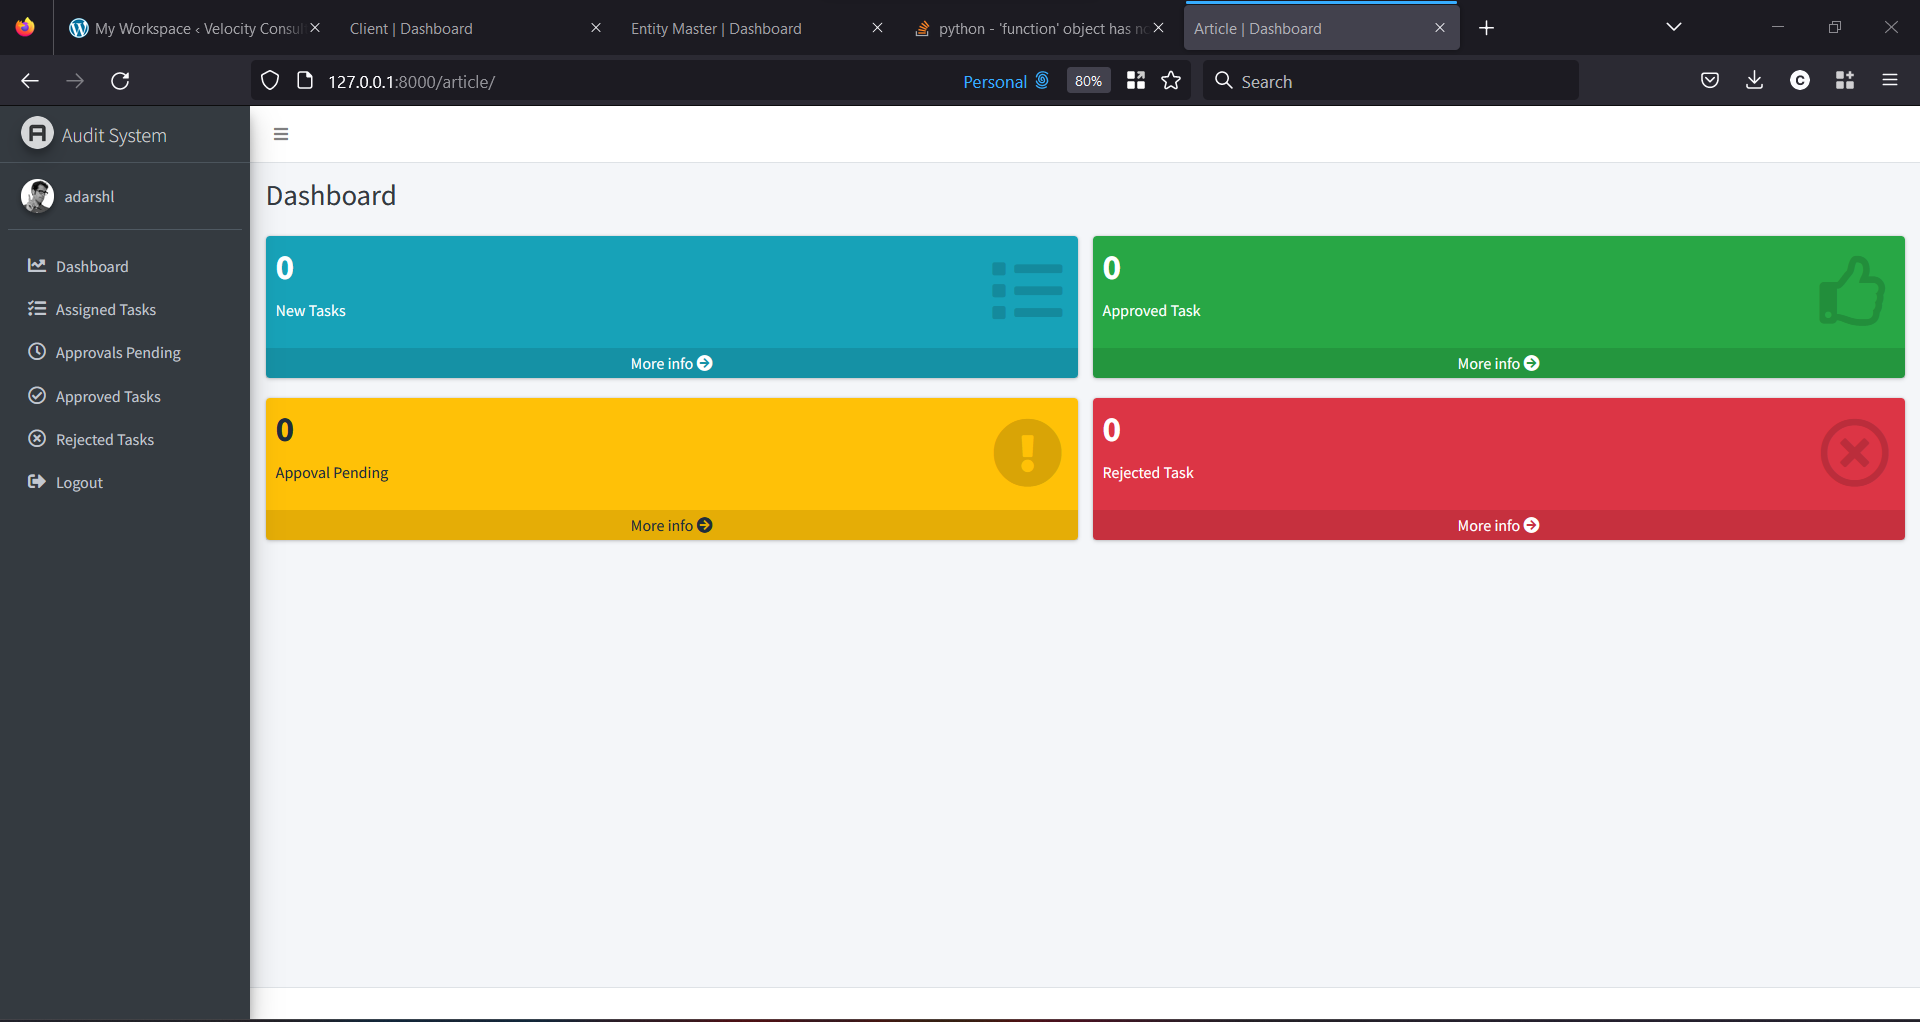 My Workspace ‹ Velocity Consul
Client | Dashboard
Entity Master | Dashboard
python - 'function' object has no
Article | Dashboard
127.0.0.1:8000/article/
Personal
80%
Search
C
A
Audit System
adarshl
Dashboard
Assigned Tasks
Approvals Pending
Approved Tasks
Rejected Tasks
Logout
Dashboard
0
New Tasks
More info
0
Approved Task
More info
0
Appoval Pending
More info
0
Rejected Task
More info